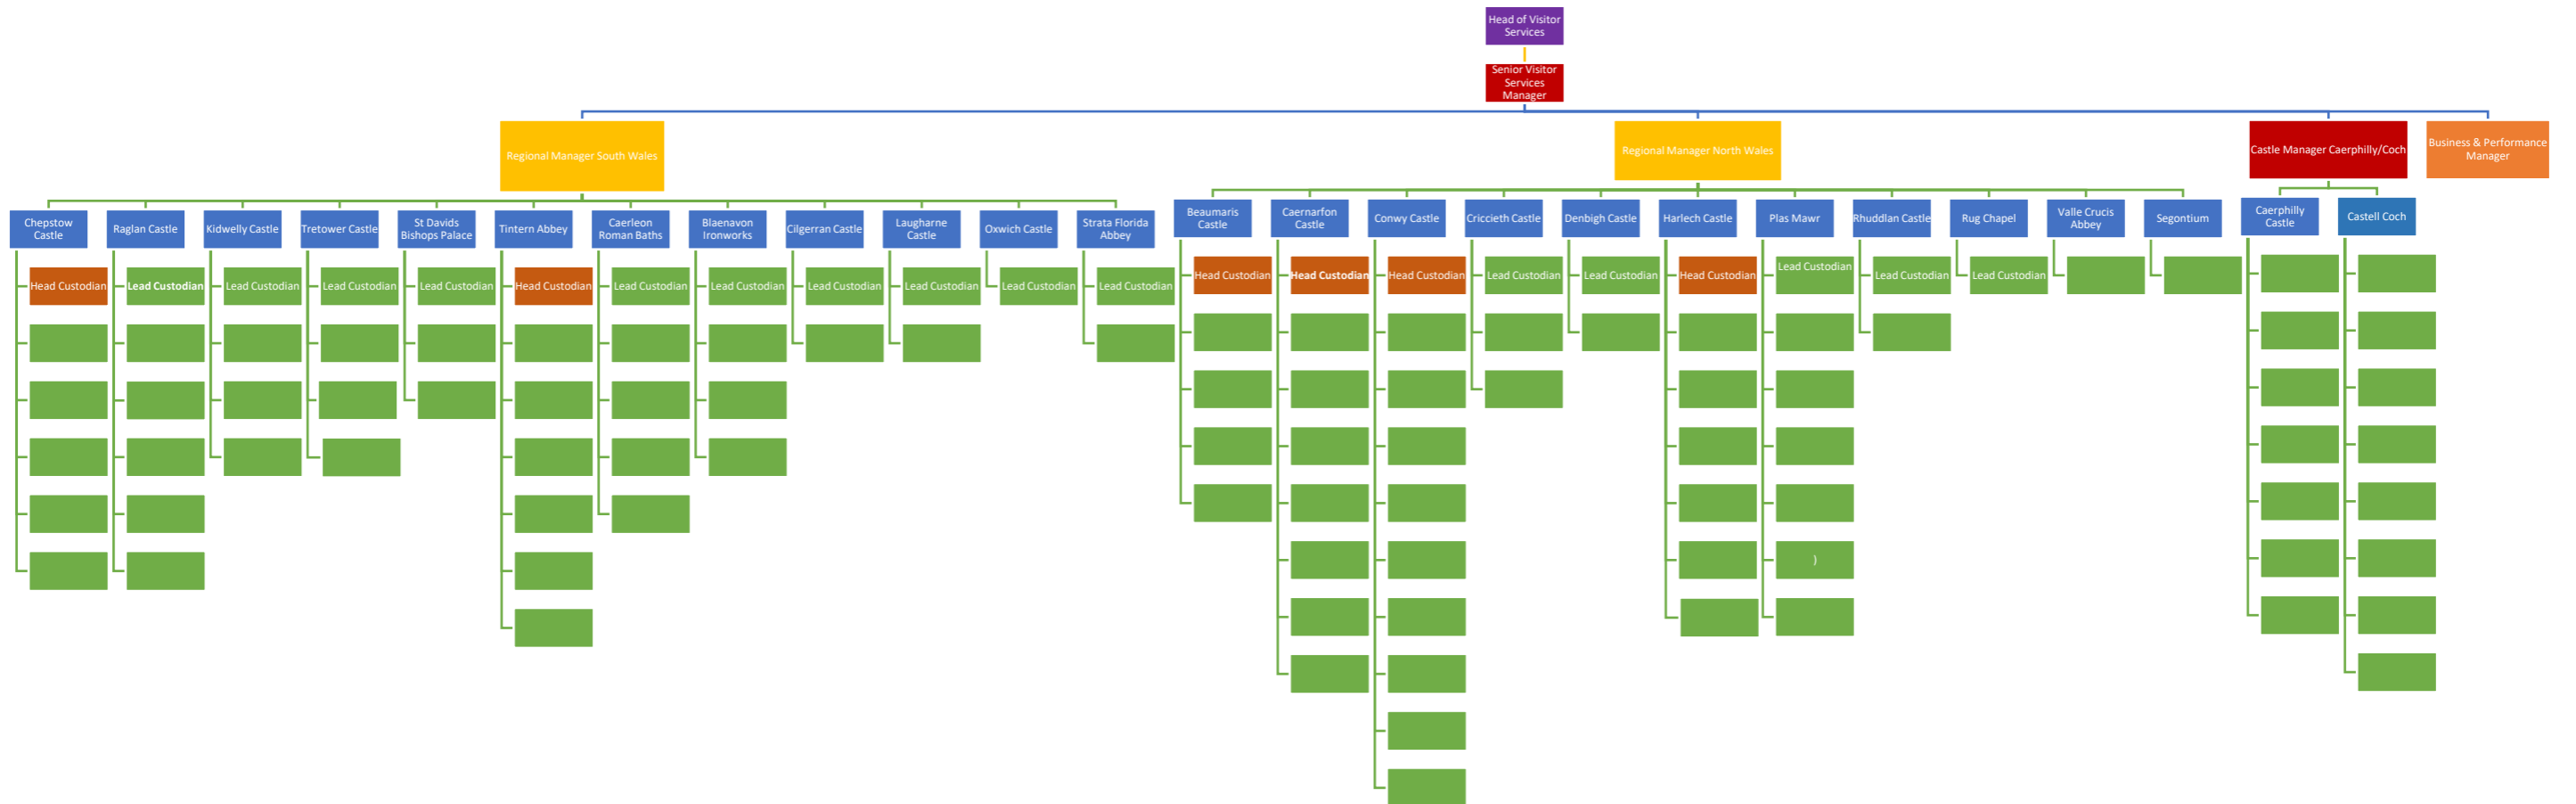 Head of Visitor
Services
Senior Visitor
Services
Manager
Regional Manager South Wales
Regional Manager North Wales
Castle Manager Caerphilly/Coch
Business & Performance
Manager
Chepstow
Castle
Raglan Castle
Kidwelly Castle
Tretower Castle
St Davids
Bishops Palace
Tintern Abbey
Caerleon
Roman Baths
Blaenavon
Ironworks
Cilgerran Castle
Laugharne
Castle
Oxwich Castle
Strata Florida
Abbey
Beaumaris
Castle
Caernarfon
Castle
Conwy Castle
Criccieth Castle
Denbigh Castle
Harlech Castle
Plas Mawr
Rhuddlan Castle
Rug Chapel
Valle Crucis
Abbey
Segontium
Caerphilly
Castle
Castell Coch
Head Custodian
Lead Custodian
Lead Custodian
Lead Custodian
Lead Custodian
Head Custodian
Lead Custodian
Lead Custodian
Lead Custodian
Lead Custodian
Lead Custodian
Lead Custodian
Head Custodian
Head Custodian
Head Custodian
Lead Custodian
Lead Custodian
Head Custodian
Lead Custodian
Lead Custodian
Lead Custodian
)